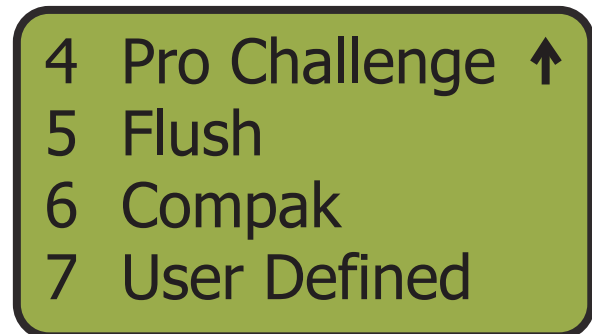 4 Pro Challenge ↑
5 Flush
6 Compak
7 User Defined